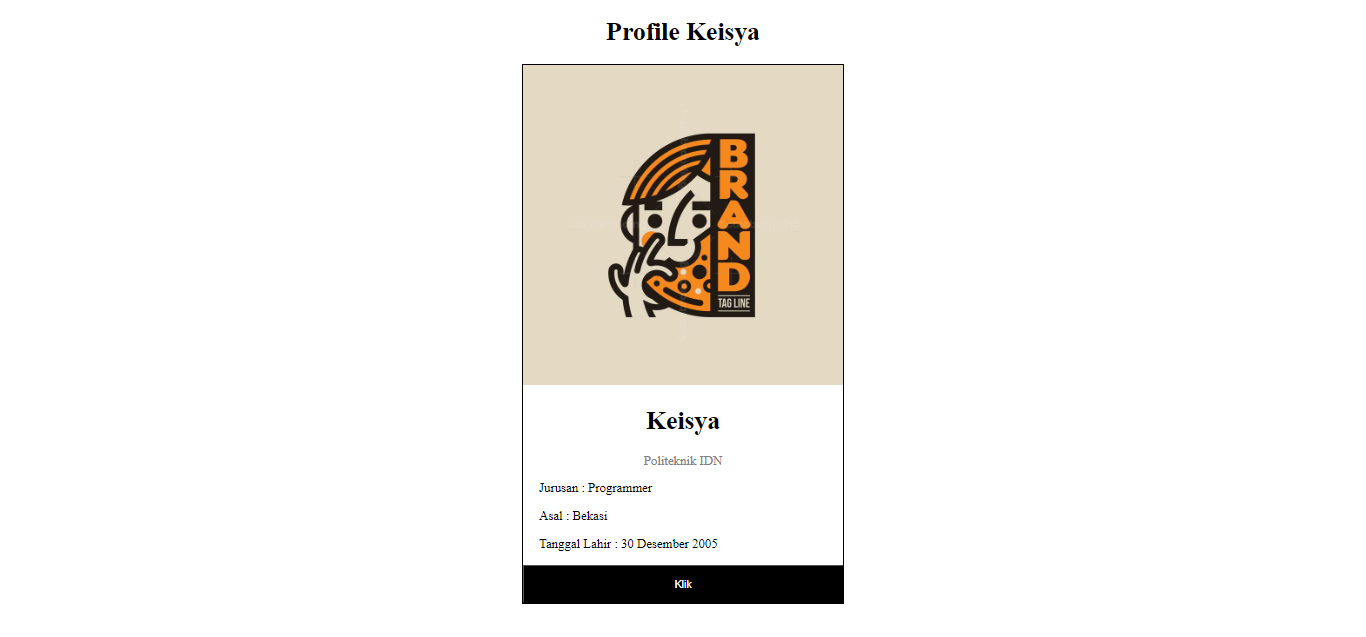 Profile Keisya
BRAND
TAG LINE
Keisya
Politeknik IDN
Jurusan : Programmer
Asal : Bekasi
Tanggal Lahir : 30 Desember 2005
Klik